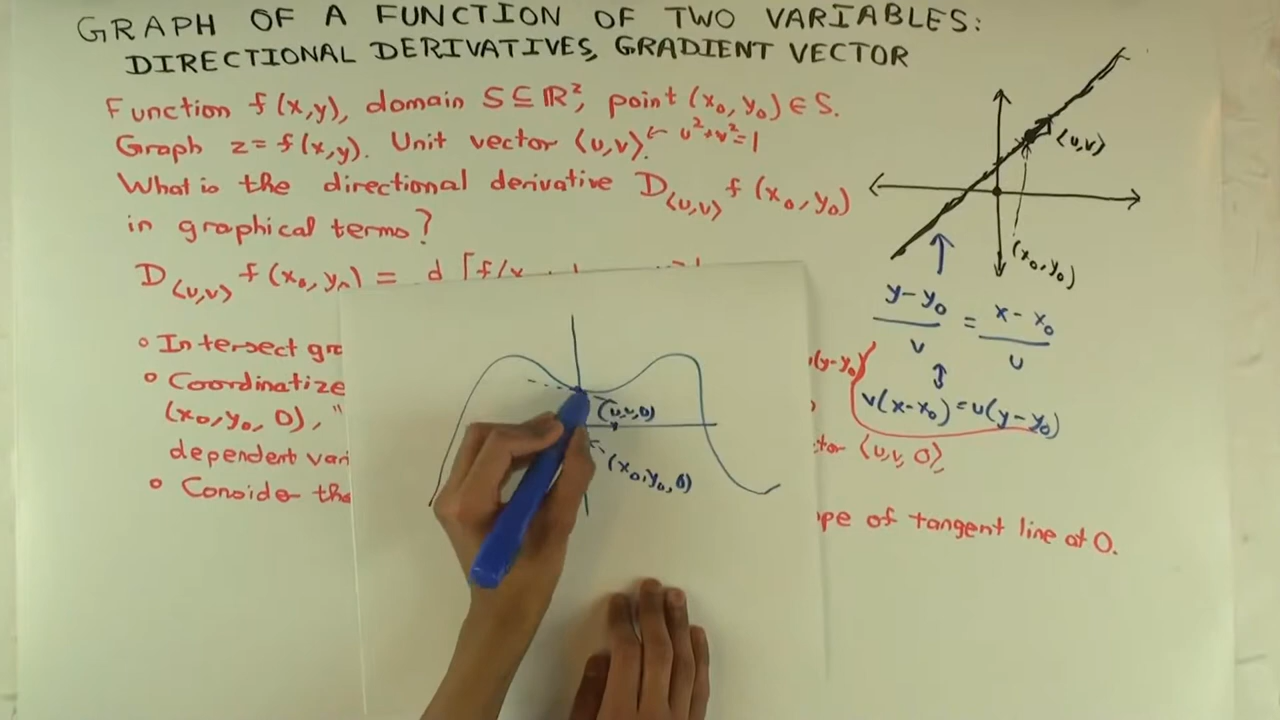 GRAPH OF A FUNCTION OF TWO VARIABLES:
DIRECTIONAL DERIVATIVES, GRADIENT VECTOR
Function f(x,y), domain S⊆ℝ², point (x₀,y₀)∈S.
Graph z=f(x,y). Unit vector ⟨u,v⟩. ← u²+v²=1
What is the directional derivative D⟨u,v⟩ f(x₀,y₀)
in graphical terms?
D⟨u,v⟩ f(x₀,y₀) = d [f(x
• Intersect
• Coordinatize
(x₀,y₀,0), "
dependent
• Consider the
(y-y₀)
⟨u,v,0⟩,
of tangent line at 0.
⟨u,v⟩
(x₀,y₀)
y-y₀/v = x-x₀/u
v(x-x₀)=u(y-y₀)
(u,v,0)
(x₀,y₀,0)